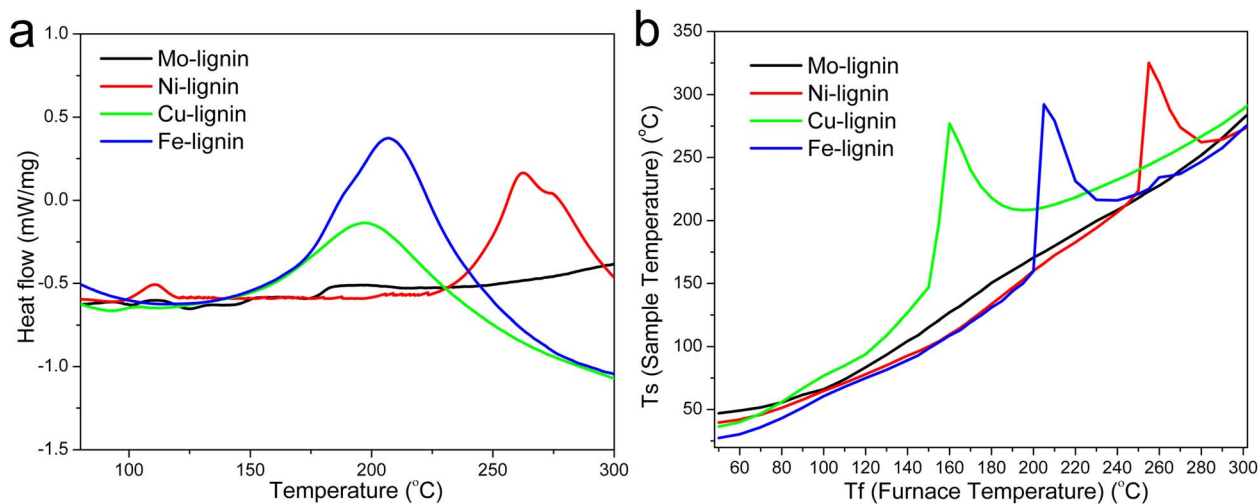 a
1.0
0.5
0.0
-0.5
-1.0
-1.5
Heat flow (mW/mg)
Mo-lignin
Ni-lignin
Cu-lignin
Fe-lignin
100 150 200 250 300
Temperature (°C)
b
350
300
250
200
150
100
50
Ts (Sample Temperature) (°C)
Mo-lignin
Ni-lignin
Cu-lignin
Fe-lignin
60 80 100 120 140 160 180 200 220 240 260 280 300
Tf (Furnace Temperature) (°C)